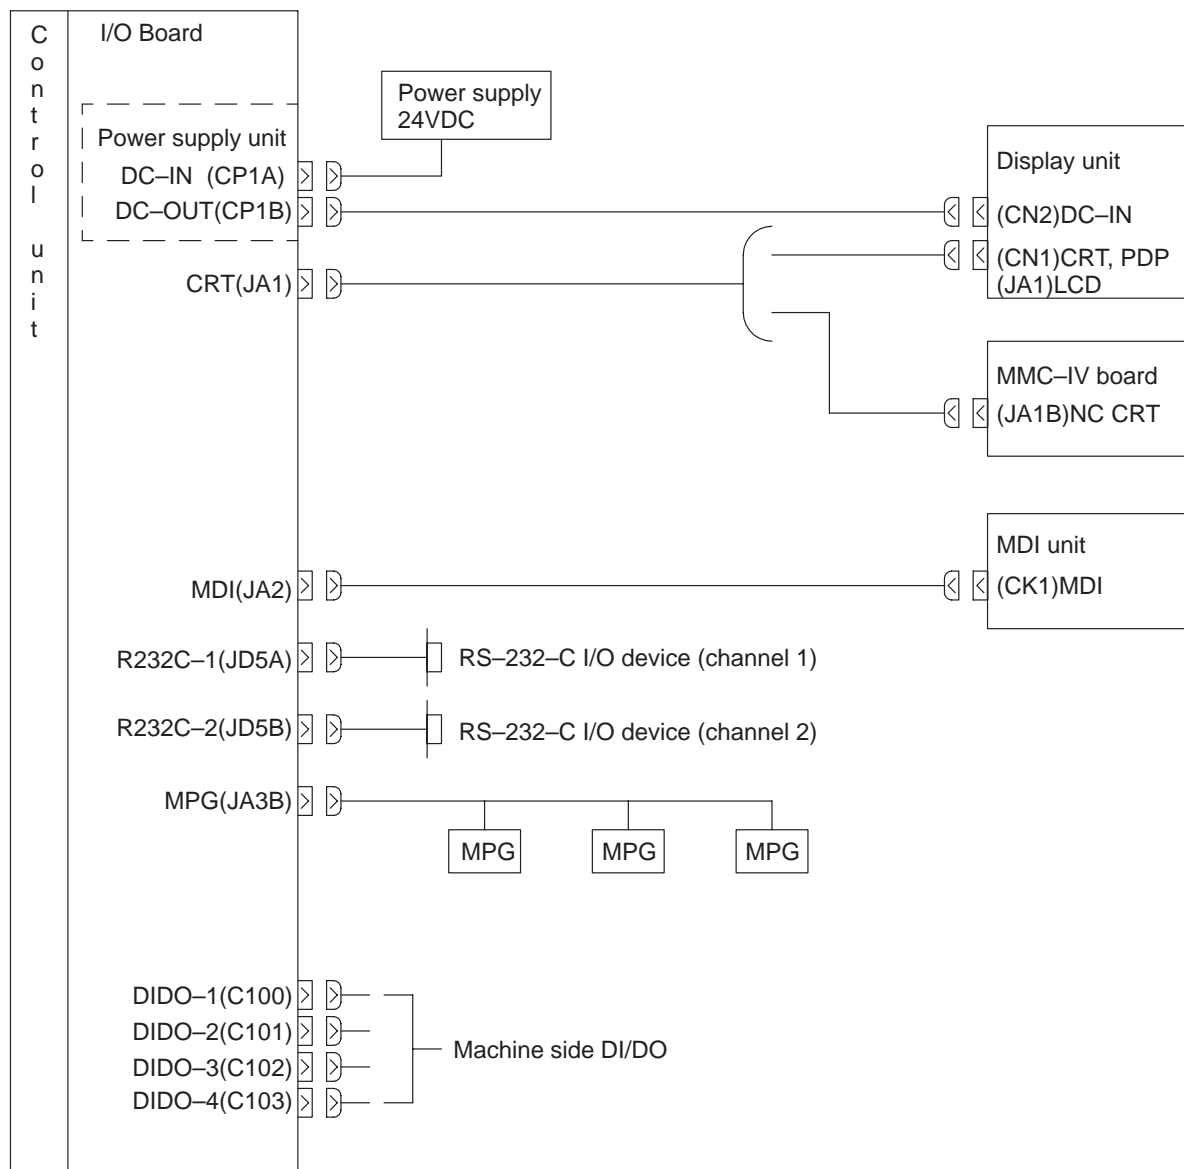 Control unit
I/O Board
Power supply
24VDC
Power supply unit
DC–IN (CP1A)
DC–OUT(CP1B)
Display unit
(CN2)DC–IN
(CN1)CRT, PDP
(JA1)LCD
CRT(JA1)
MMC–IV board
(JA1B)NC CRT
MDI unit
(CK1)MDI
MDI(JA2)
R232C–1(JD5A)
RS–232–C I/O device (channel 1)
R232C–2(JD5B)
RS–232–C I/O device (channel 2)
MPG(JA3B)
MPG
MPG
MPG
DIDO–1(C100)
DIDO–2(C101)
DIDO–3(C102)
DIDO–4(C103)
Machine side DI/DO